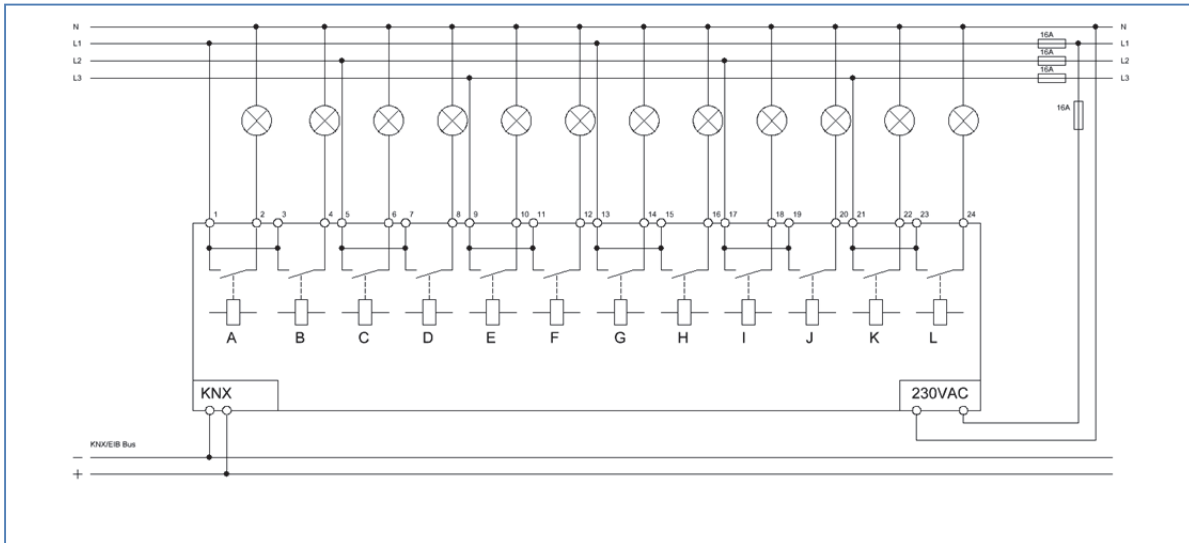 N N
16A
L1 L1
16A
L2 L2
16A
L3 L3
16A
1 2 3 4 5 6 7 8 9 10 11 12 13 14 15 16 17 18 19 20 21 22 23 24
A B C D E F G H I J K L
KNX 230VAC
KNX/EIB Bus
–
+